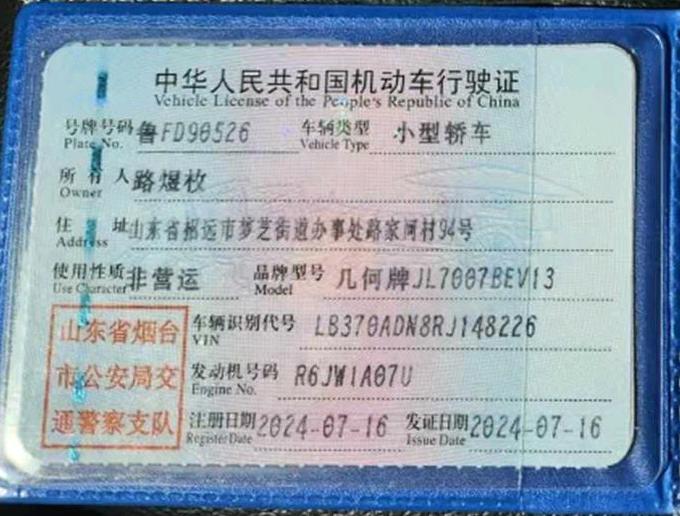 中华人民共和国机动车行驶证
Vehicle License of the People's Republic of China
号牌号码 鲁FD90526 车辆类型 小型轿车
Plate No. Vehicle Type
所有人 路煜枚
Owner
住址 山东省招远市梦芝街道办事处路家河村94号
Address
使用性质 非营运 品牌型号 几何牌JL7007BEV13
Use Character Model
山东省烟台 车辆识别代号 LB370ADN8RJ148226
VIN
市公安局交 发动机号码 R6JW1A07U
Engine No.
通警察支队 注册日期 2024-07-16 发证日期 2024-07-16
Register Date Issue Date